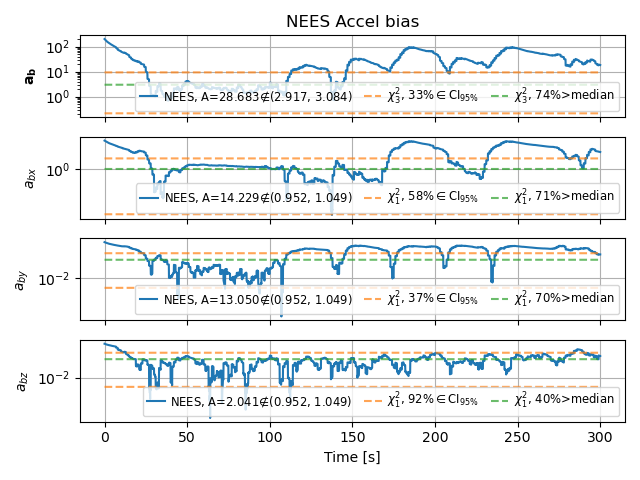 NEES Accel bias
10²
10¹
10⁰
a_b
NEES, A=28.683∉(2.917, 3.084)
χ²₃, 33%∈CI₉₅%
χ²₃, 74%>median
10⁰
a_bx
NEES, A=14.229∉(0.952, 1.049)
χ²₁, 58%∈CI₉₅%
χ²₁, 71%>median
10⁻²
a_by
NEES, A=13.050∉(0.952, 1.049)
χ²₁, 37%∈CI₉₅%
χ²₁, 70%>median
10⁻²
a_bz
NEES, A=2.041∉(0.952, 1.049)
χ²₁, 92%∈CI₉₅%
χ²₁, 40%>median
0 50 100 150 200 250 300
Time [s]